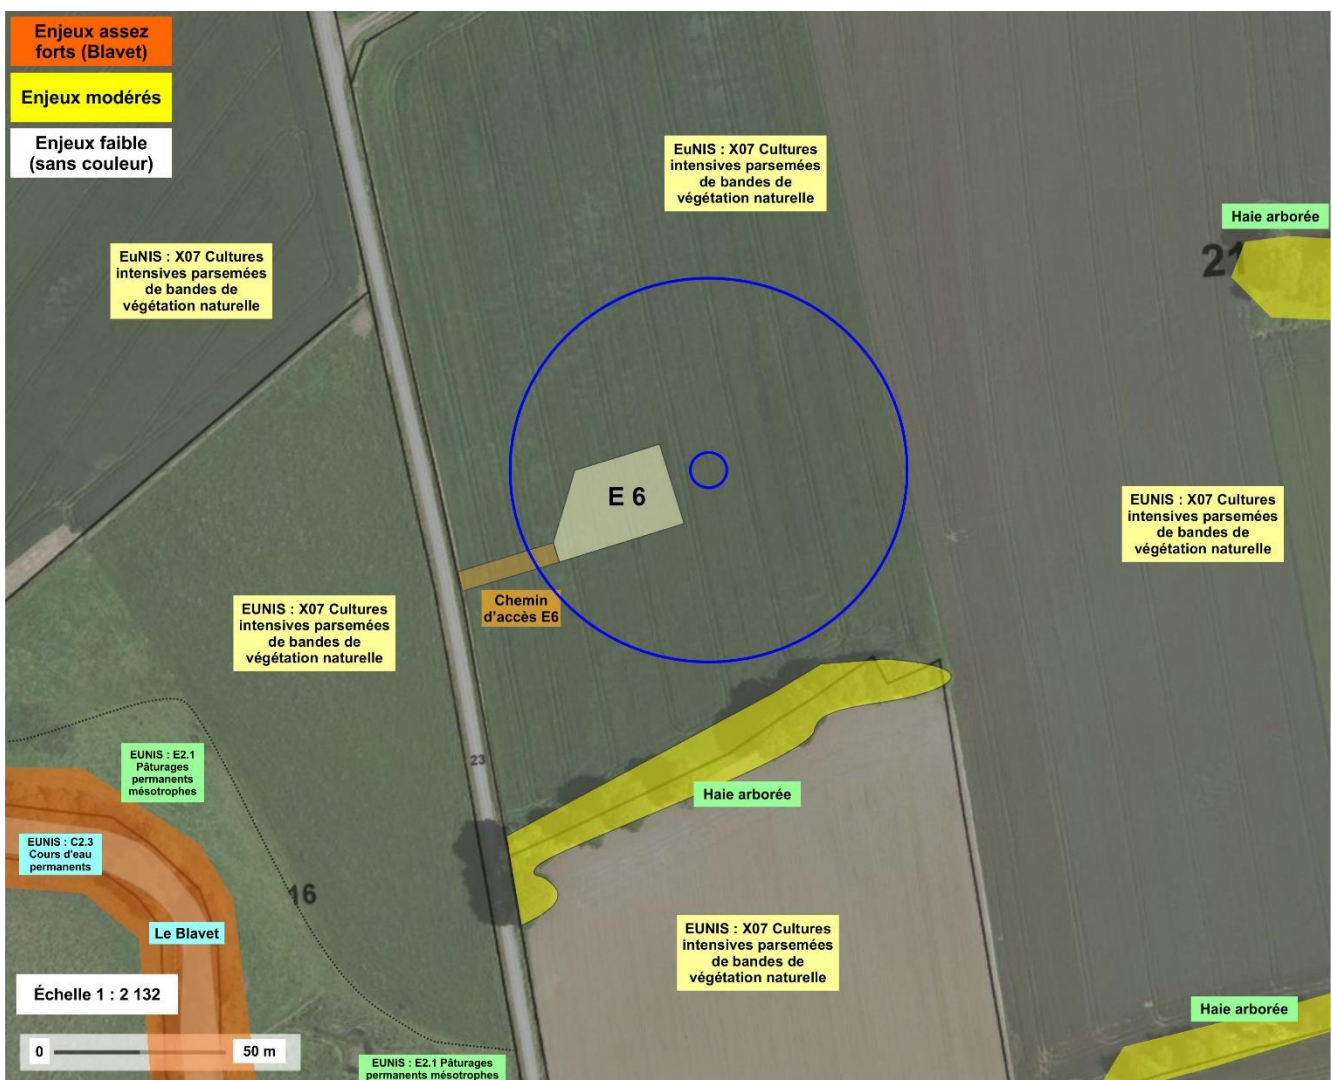 Enjeux assez
forts (Blavet)
Enjeux modérés
Enjeux faible
(sans couleur)
EuNIS : X07 Cultures
intensives parsemées
de bandes de
végétation naturelle
Haie arborée
21
EuNIS : X07 Cultures
intensives parsemées
de bandes de
végétation naturelle
E 6
EUNIS : X07 Cultures
intensives parsemées
de bandes de
végétation naturelle
Chemin
d'accès E6
EUNIS : X07 Cultures
intensives parsemées
de bandes de
végétation naturelle
23
EUNIS : E2.1
Pâturages
permanents
mésotrophes
Haie arborée
EUNIS : C2.3
Cours d'eau
permanents
16
Le Blavet
EUNIS : X07 Cultures
intensives parsemées
de bandes de
végétation naturelle
Échelle 1 : 2 132
Haie arborée
0 50 m
EUNIS : E2.1 Pâturages
permanents mésotrophes